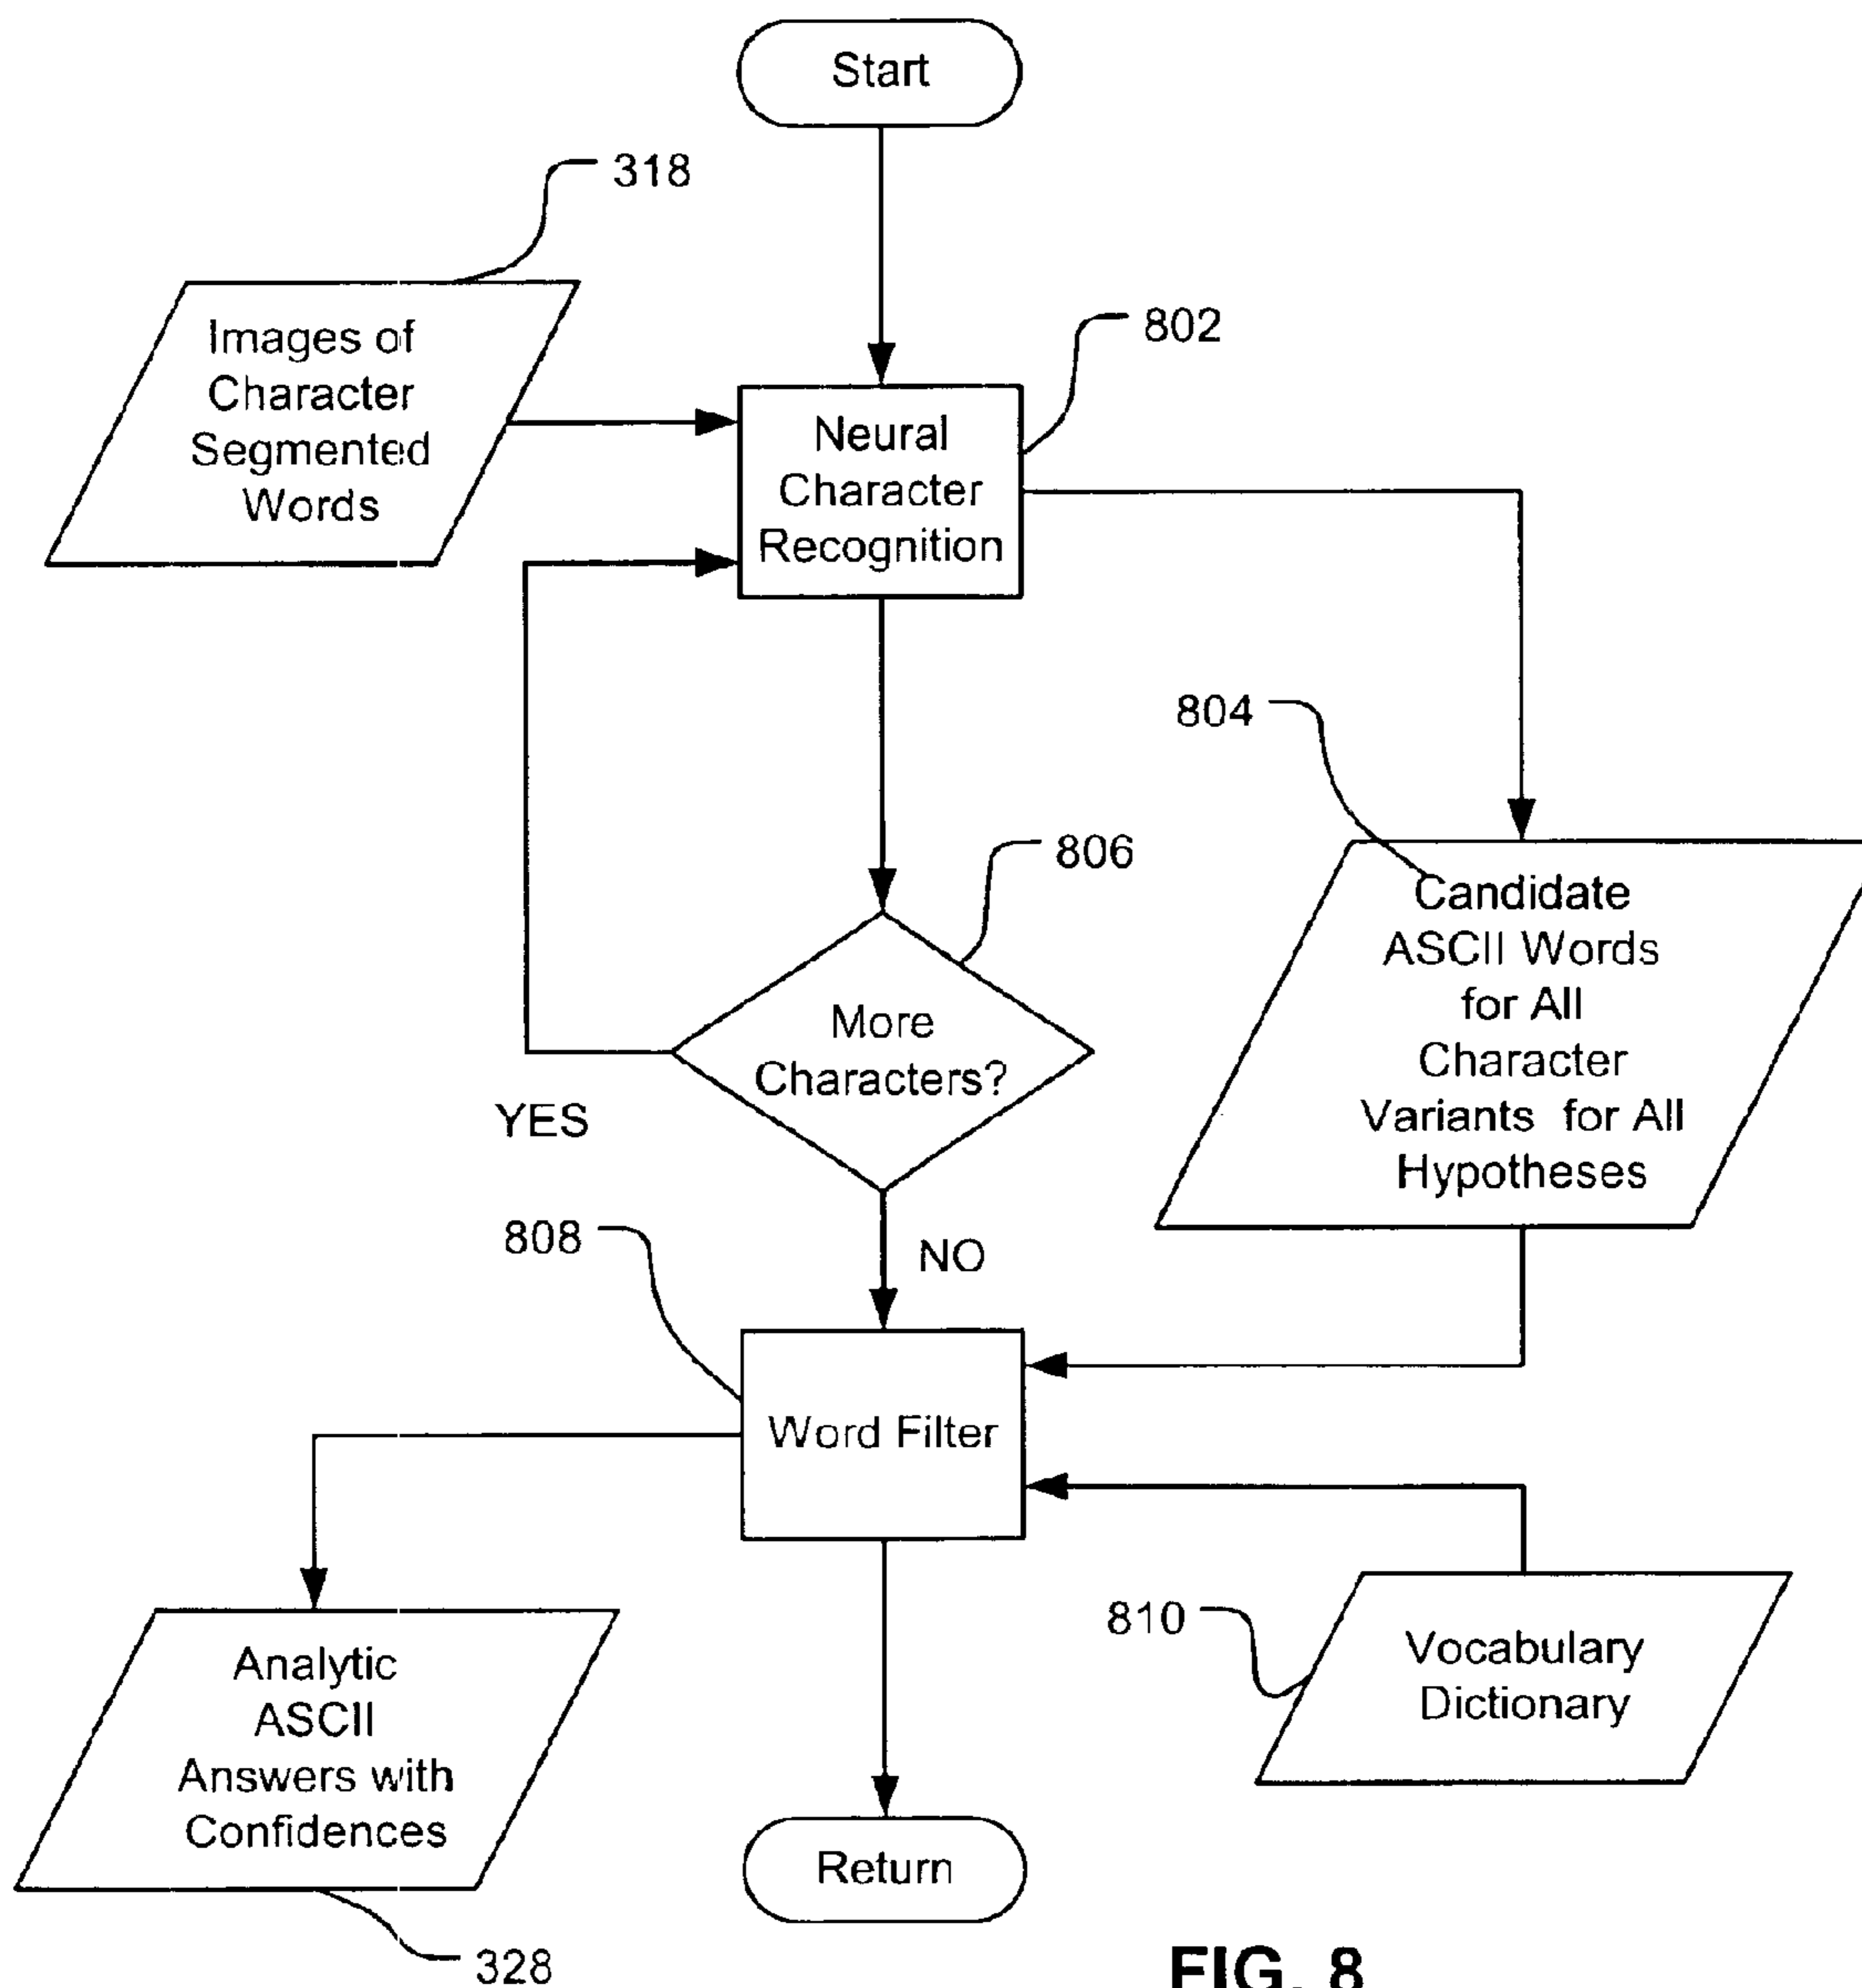 Start
318
Images of
Character
Segmented
Words
802
Neural
Character
Recognition
804
Candidate
ASCII Words
for All
Character
Variants for All
Hypotheses
806
More
Characters?
YES
NO
808
Word Filter
810
Vocabulary
Dictionary
Analytic
ASCII
Answers with
Confidences
328
Return
FIG. 8